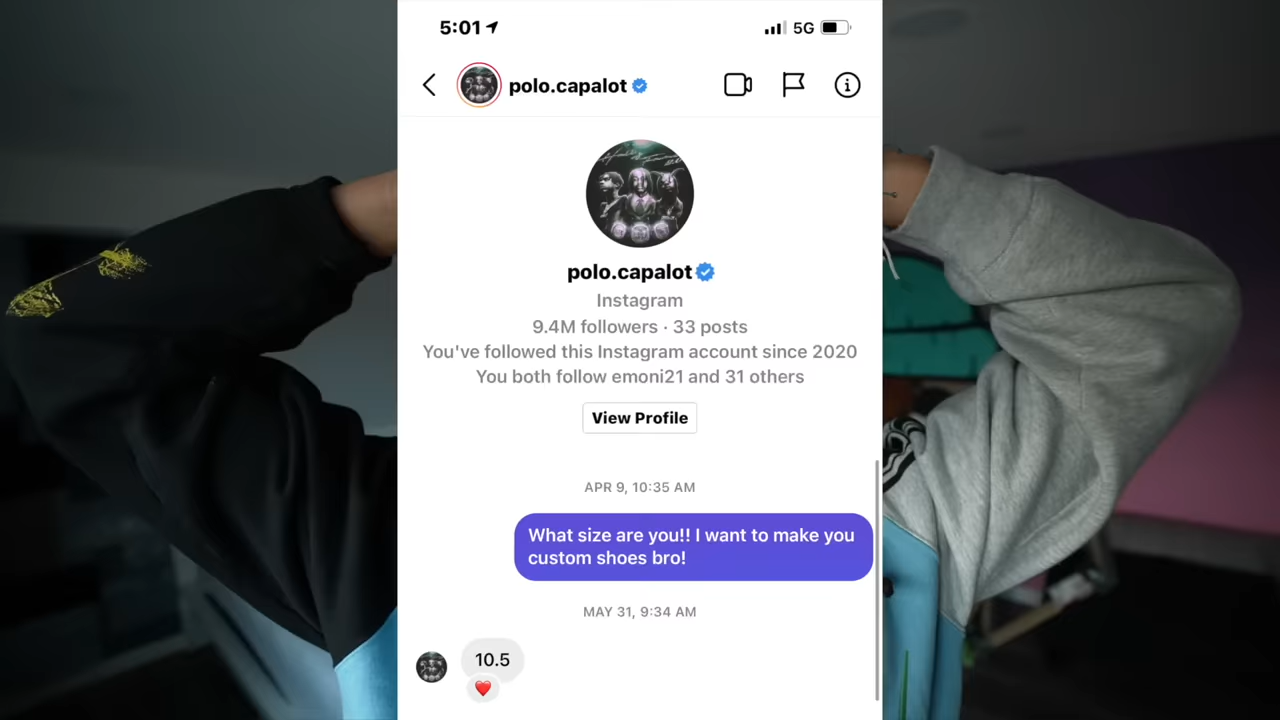 5:01
5G
polo.capalot
polo.capalot
Instagram
9.4M followers · 33 posts
You've followed this Instagram account since 2020
You both follow emoni21 and 31 others
View Profile
APR 9, 10:35 AM
What size are you!! I want to make you
custom shoes bro!
MAY 31, 9:34 AM
10.5
❤️